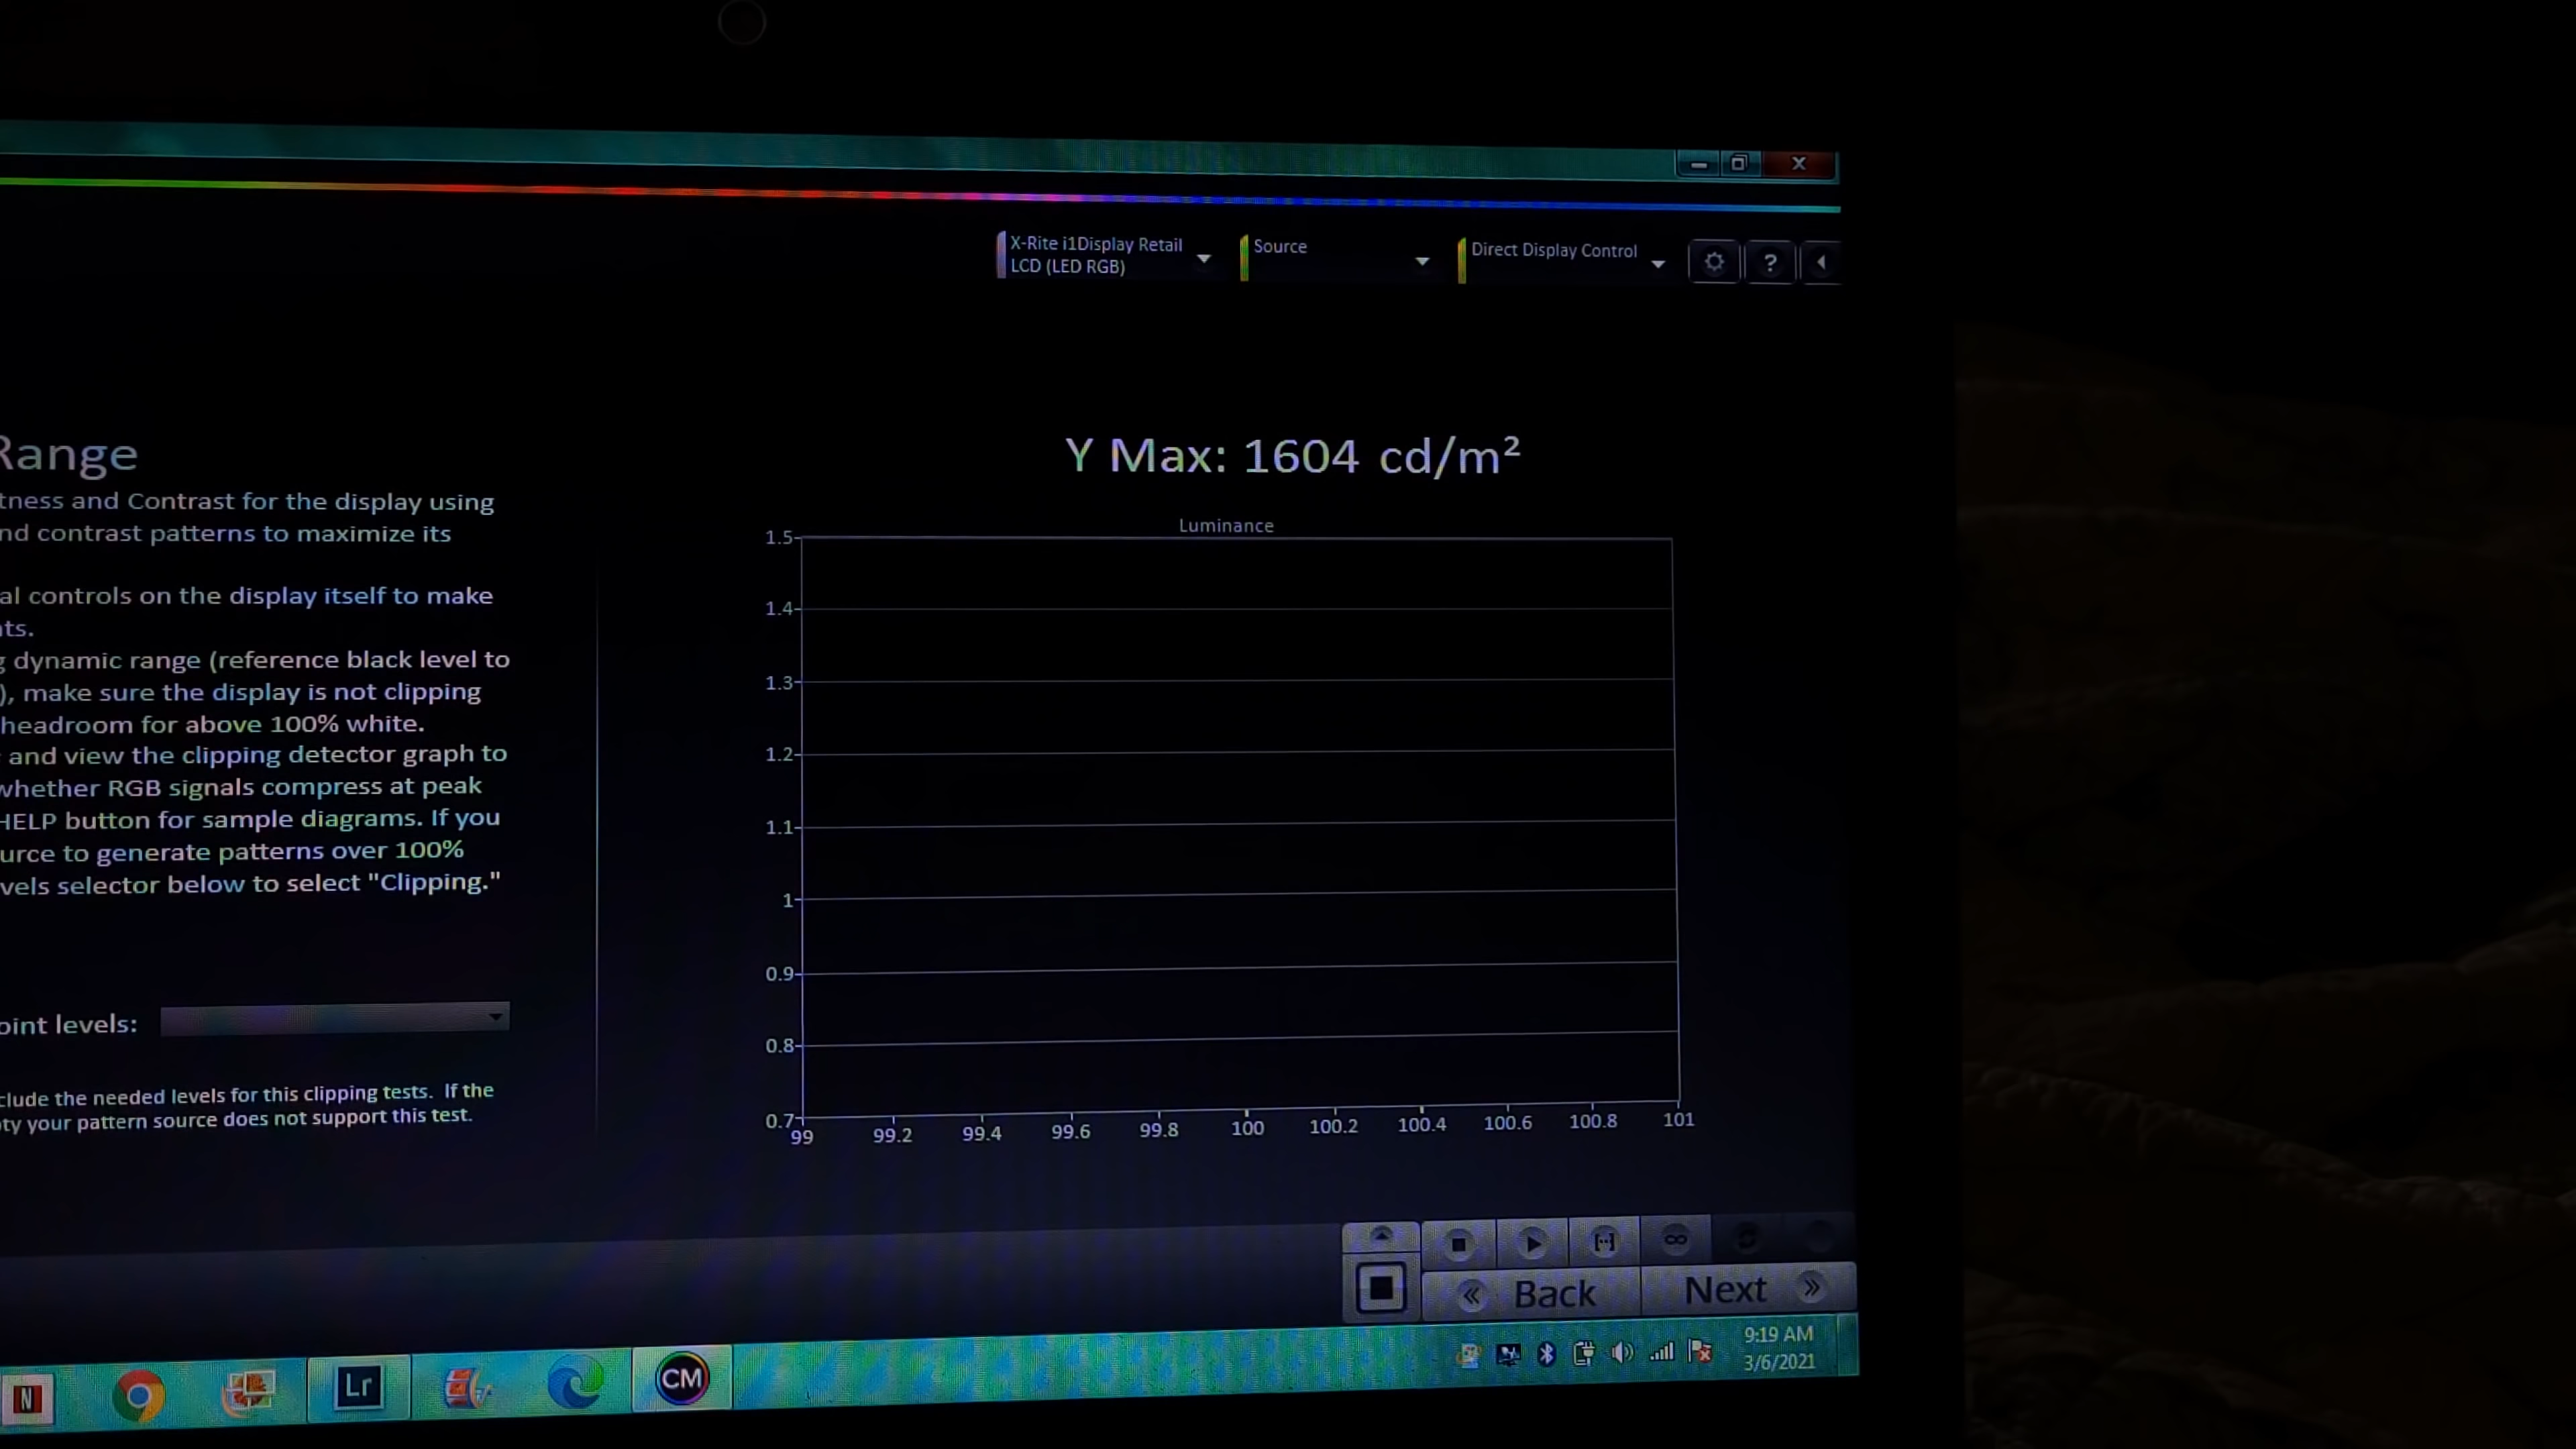 X-Rite i1Display Retail
LCD (LED RGB)
Source
Direct Display Control
?
Range
tness and Contrast for the display using
nd contrast patterns to maximize its
al controls on the display itself to make
nts.
g dynamic range (reference black level to
), make sure the display is not clipping
headroom for above 100% white.
and view the clipping detector graph to
whether RGB signals compress at peak
HELP button for sample diagrams. If you
urce to generate patterns over 100%
vels selector below to select "Clipping."
oint levels:
clude the needed levels for this clipping tests. If the
ty your pattern source does not support this test.
Y Max: 1604 cd/m²
Luminance
1.5
1.4
1.3
1.2
1.1
1
0.9
0.8
0.7
99 99.2 99.4 99.6 99.8 100 100.2 100.4 100.6 100.8 101
Back
Next
N
Lr
CM
9:19 AM
3/6/2021